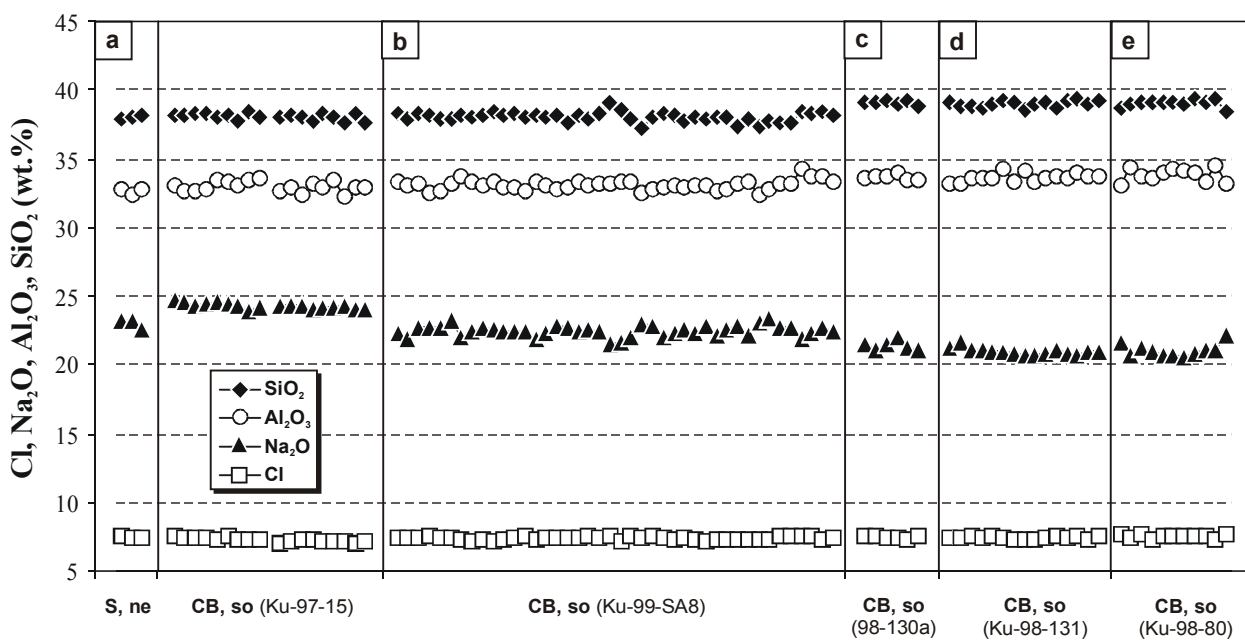 Cl, Na₂O, Al₂O₃, SiO₂ (wt.%)
45
40
35
30
25
20
15
10
5
a
b
c
d
e
SiO₂
Al₂O₃
Na₂O
Cl
S, ne
CB, so (Ku-97-15)
CB, so (Ku-99-SA8)
CB, so
(98-130a)
CB, so
(Ku-98-131)
CB, so
(Ku-98-80)